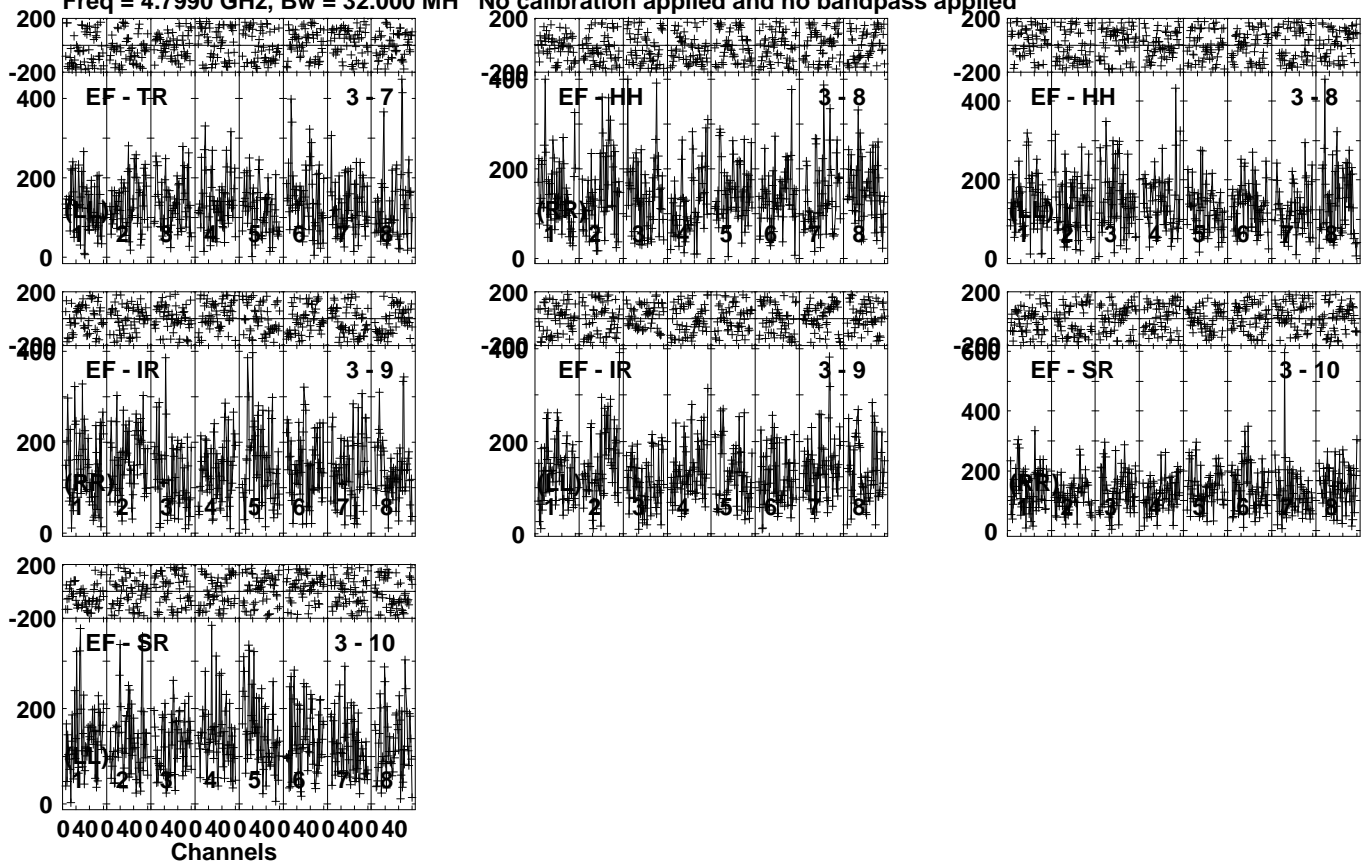 Freq = 4.7990 GHz, Bw = 32.000 MH   No calibration applied and no bandpass applied
200
-200
EF - TR 3 - 7
400
200
(LL)
1 2 3 4 5 6 7 8
0
200
-200
400
EF - HH 3 - 8
200
(RR)
1 2 3 4 5 6 7 8
0
200
-200
EF - HH 3 - 8
400
200
(LL)
1 2 3 4 5 6 7 8
0
200
-200
400
EF - IR 3 - 9
200
(RR)
1 2 3 4 5 6 7 8
0
200
-200
400
EF - IR 3 - 9
200
(LL)
1 2 3 4 5 6 7 8
0
200
-200
600
EF - SR 3 - 10
400
200
(RR)
1 2 3 4 5 6 7 8
0
200
-200
EF - SR 3 - 10
200
(LL)
1 2 3 4 5 6 7 8
0
0 40 0 40 0 40 0 40 0 40 0 40 0 40 0 40
Channels